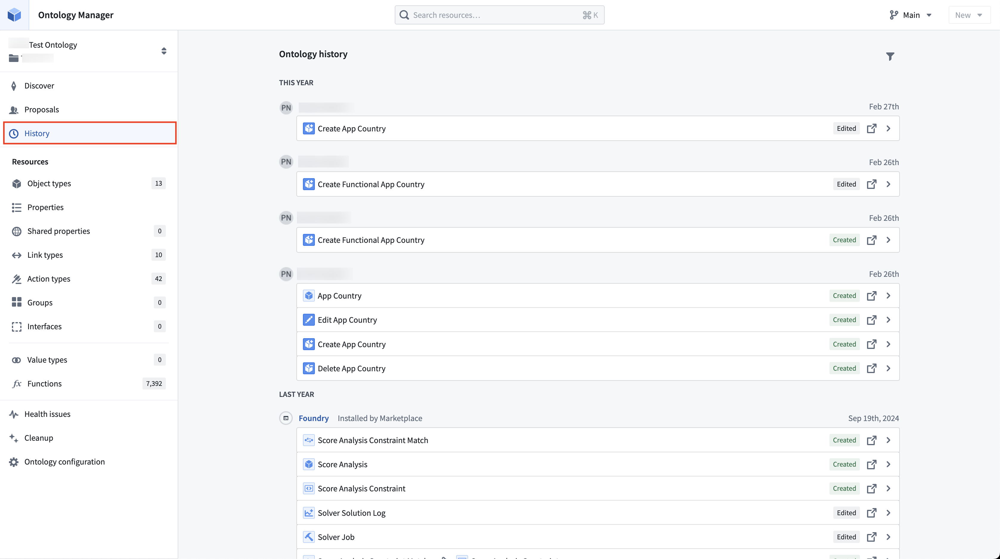 Ontology Manager
Search resources…
⌘ K
Main
New
Test Ontology
Discover
Proposals
History
Resources
Object types 13
Properties
Shared properties 0
Link types 10
Action types 42
Groups 0
Interfaces 0
Value types 0
fx Functions 7,392
Health issues
Cleanup
Ontology configuration
Ontology history
THIS YEAR
PN Feb 27th
Create App Country Edited
PN Feb 26th
Create Functional App Country Edited
PN Feb 26th
Create Functional App Country Created
PN Feb 26th
App Country Created
Edit App Country Created
Create App Country Created
Delete App Country Created
LAST YEAR
Foundry Installed by Marketplace Sep 19th, 2024
Score Analysis Constraint Match Created
Score Analysis Created
Score Analysis Constraint Created
Solver Solution Log Edited
Solver Job Edited